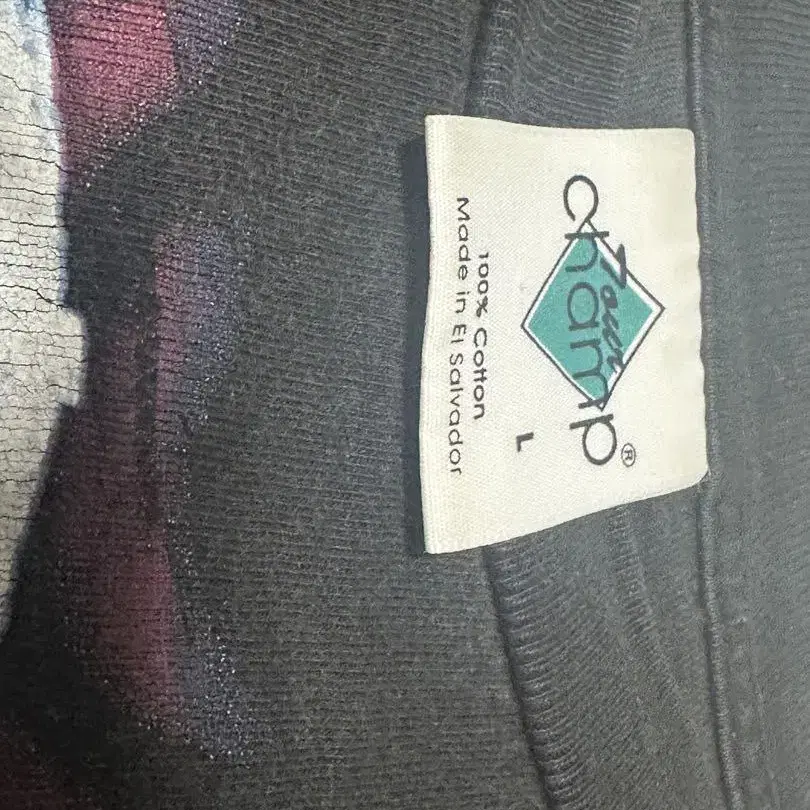 Tour
champ®
L
100% Cotton
Made in El Salvador